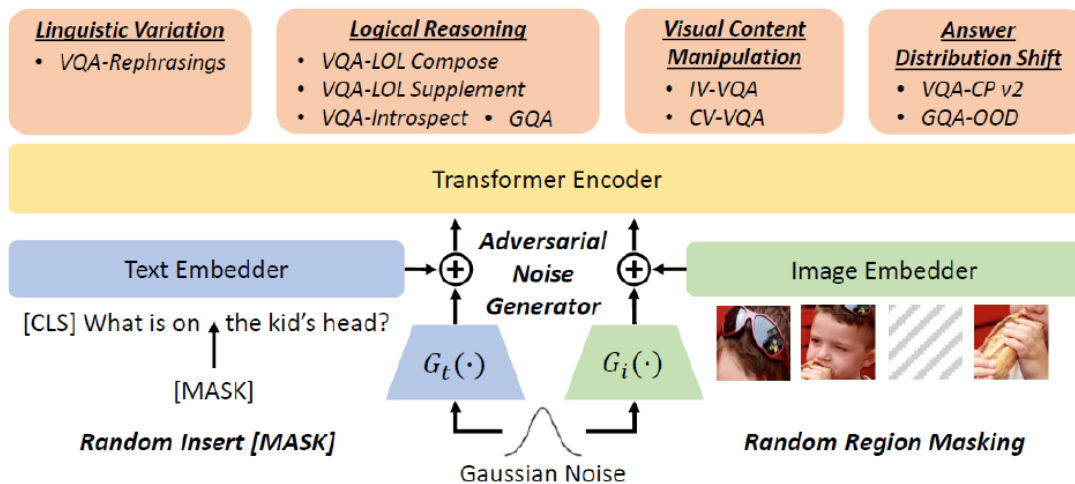 Linguistic Variation
• VQA-Rephrasings
Logical Reasoning
• VQA-LOL Compose
• VQA-LOL Supplement
• VQA-Introspect • GQA
Visual Content
Manipulation
• IV-VQA
• CV-VQA
Answer
Distribution Shift
• VQA-CP v2
• GQA-OOD
Transformer Encoder
Text Embedder
Adversarial
Noise
Generator
Image Embedder
[CLS] What is on the kid's head?
[MASK]
Random Insert [MASK]
G_t(·)
G_i(·)
Gaussian Noise
Random Region Masking